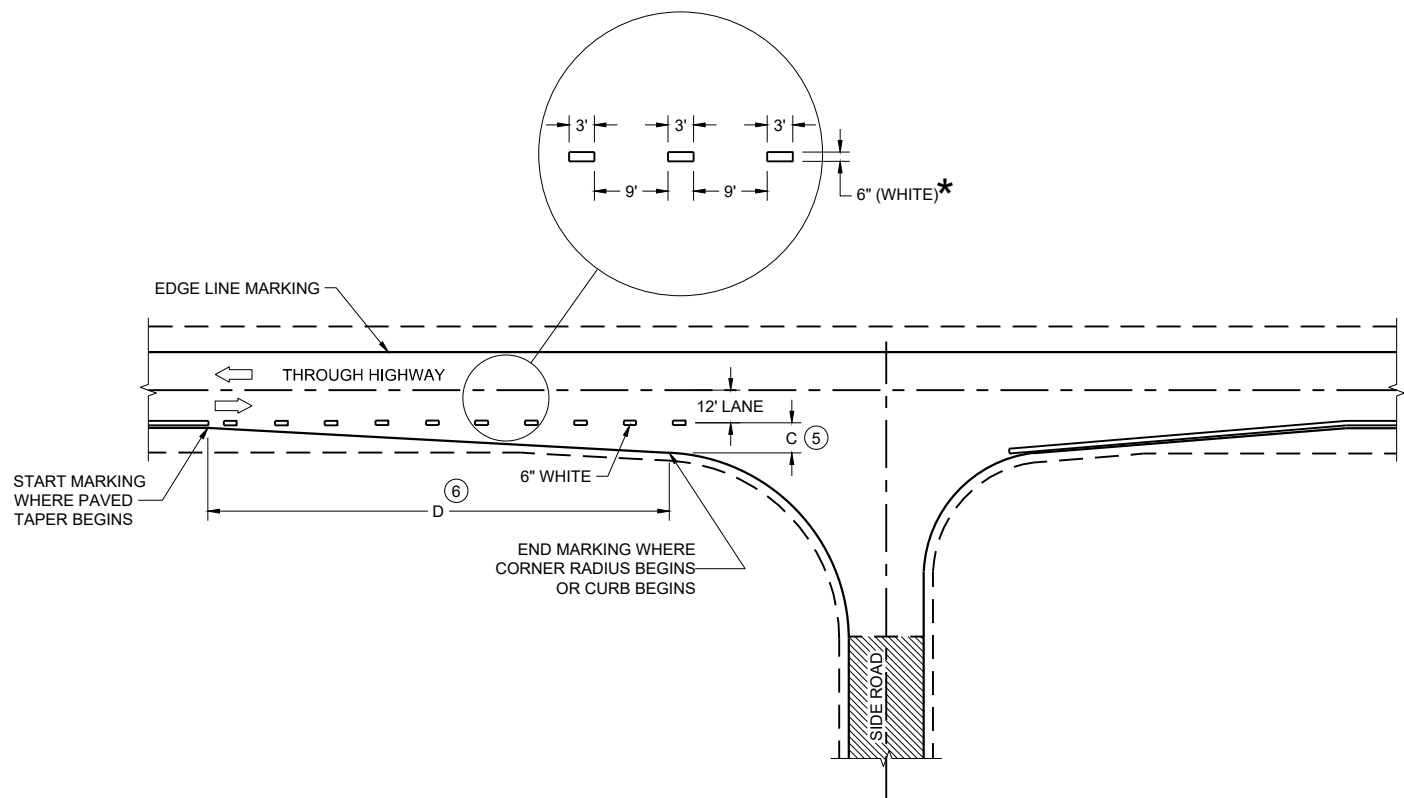 3'
3'
3'
9'
9'
6" (WHITE)*
EDGE LINE MARKING
THROUGH HIGHWAY
12' LANE
C 5
6" WHITE
START MARKING
WHERE PAVED
TAPER BEGINS
6
D
END MARKING WHERE
CORNER RADIUS BEGINS
OR CURB BEGINS
SIDE ROAD